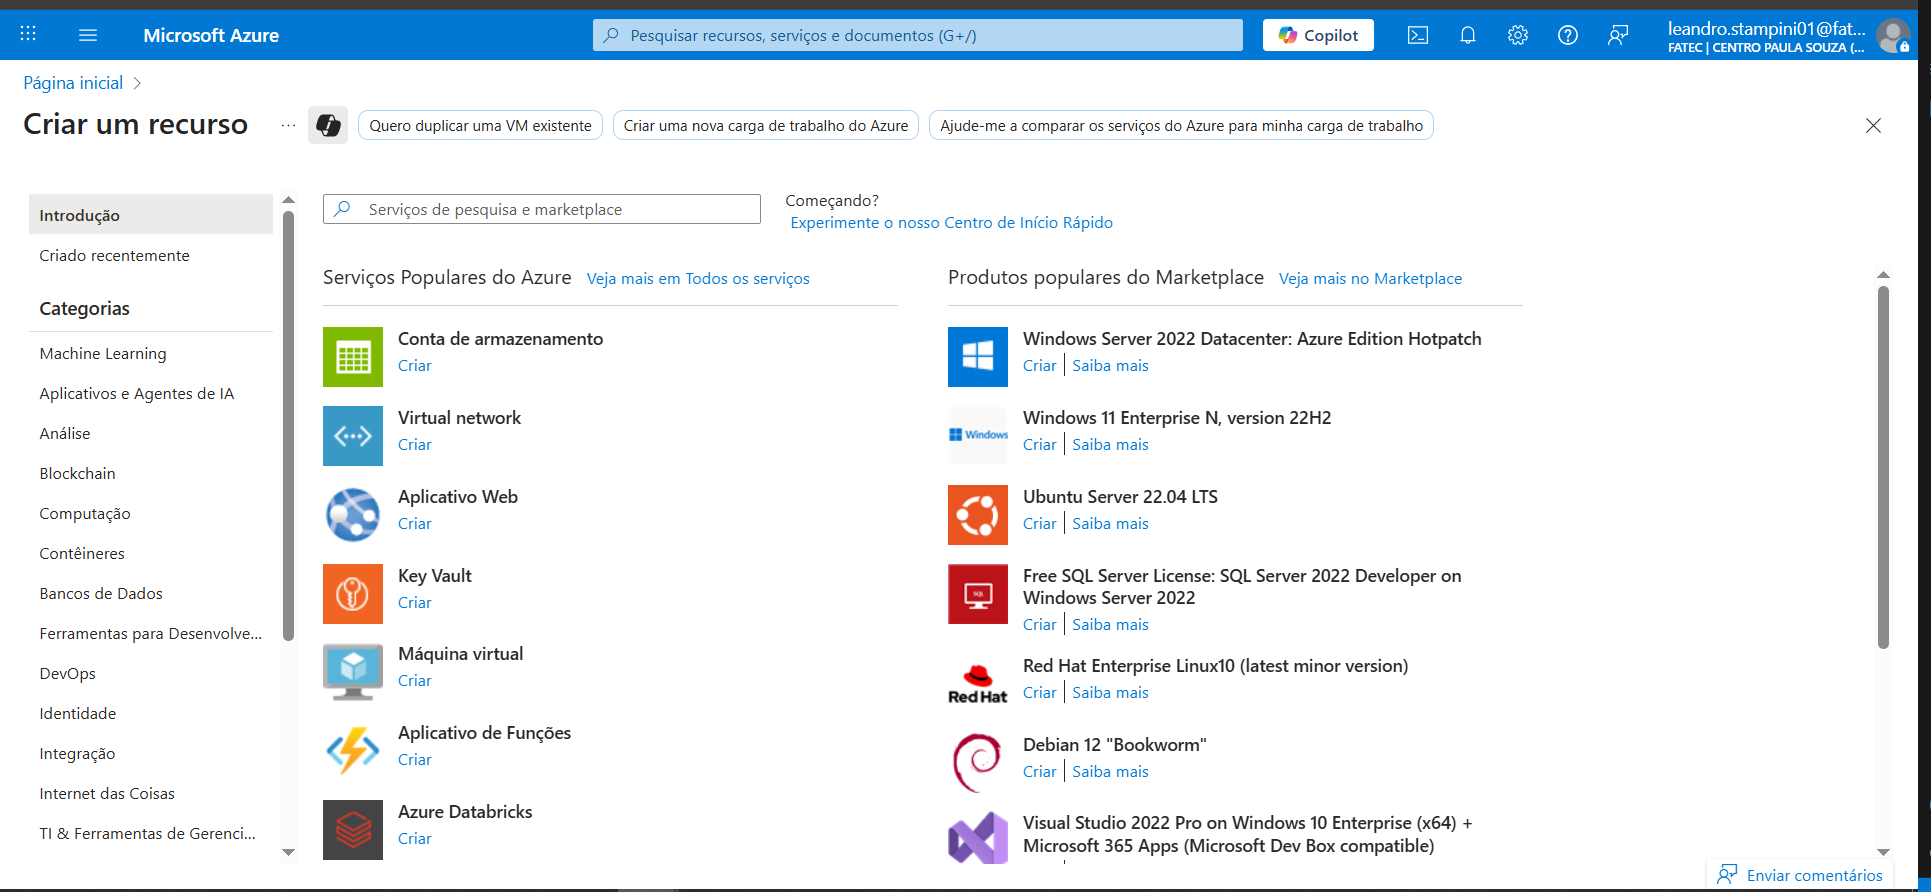 Microsoft Azure
Pesquisar recursos, serviços e documentos (G+/)
Copilot
leandro.stampini01@fat...
FATEC | CENTRO PAULA SOUZA (...
Página inicial
Criar um recurso
Quero duplicar uma VM existente
Criar uma nova carga de trabalho do Azure
Ajude-me a comparar os serviços do Azure para minha carga de trabalho
Introdução
Criado recentemente
Categorias
Machine Learning
Aplicativos e Agentes de IA
Análise
Blockchain
Computação
Contêineres
Bancos de Dados
Ferramentas para Desenvolve...
DevOps
Identidade
Integração
Internet das Coisas
TI & Ferramentas de Gerenci...
Serviços de pesquisa e marketplace
Começando?
Experimente o nosso Centro de Início Rápido
Serviços Populares do Azure Veja mais em Todos os serviços
Conta de armazenamento
Criar
Virtual network
Criar
Aplicativo Web
Criar
Key Vault
Criar
Máquina virtual
Criar
Aplicativo de Funções
Criar
Azure Databricks
Criar
Produtos populares do Marketplace Veja mais no Marketplace
Windows Server 2022 Datacenter: Azure Edition Hotpatch
Criar | Saiba mais
Windows
Windows 11 Enterprise N, version 22H2
Criar | Saiba mais
Ubuntu Server 22.04 LTS
Criar | Saiba mais
SQL
Free SQL Server License: SQL Server 2022 Developer on
Windows Server 2022
Criar | Saiba mais
Red Hat
Red Hat Enterprise Linux10 (latest minor version)
Criar | Saiba mais
Debian 12 "Bookworm"
Criar | Saiba mais
Visual Studio 2022 Pro on Windows 10 Enterprise (x64) +
Microsoft 365 Apps (Microsoft Dev Box compatible)
Enviar comentários